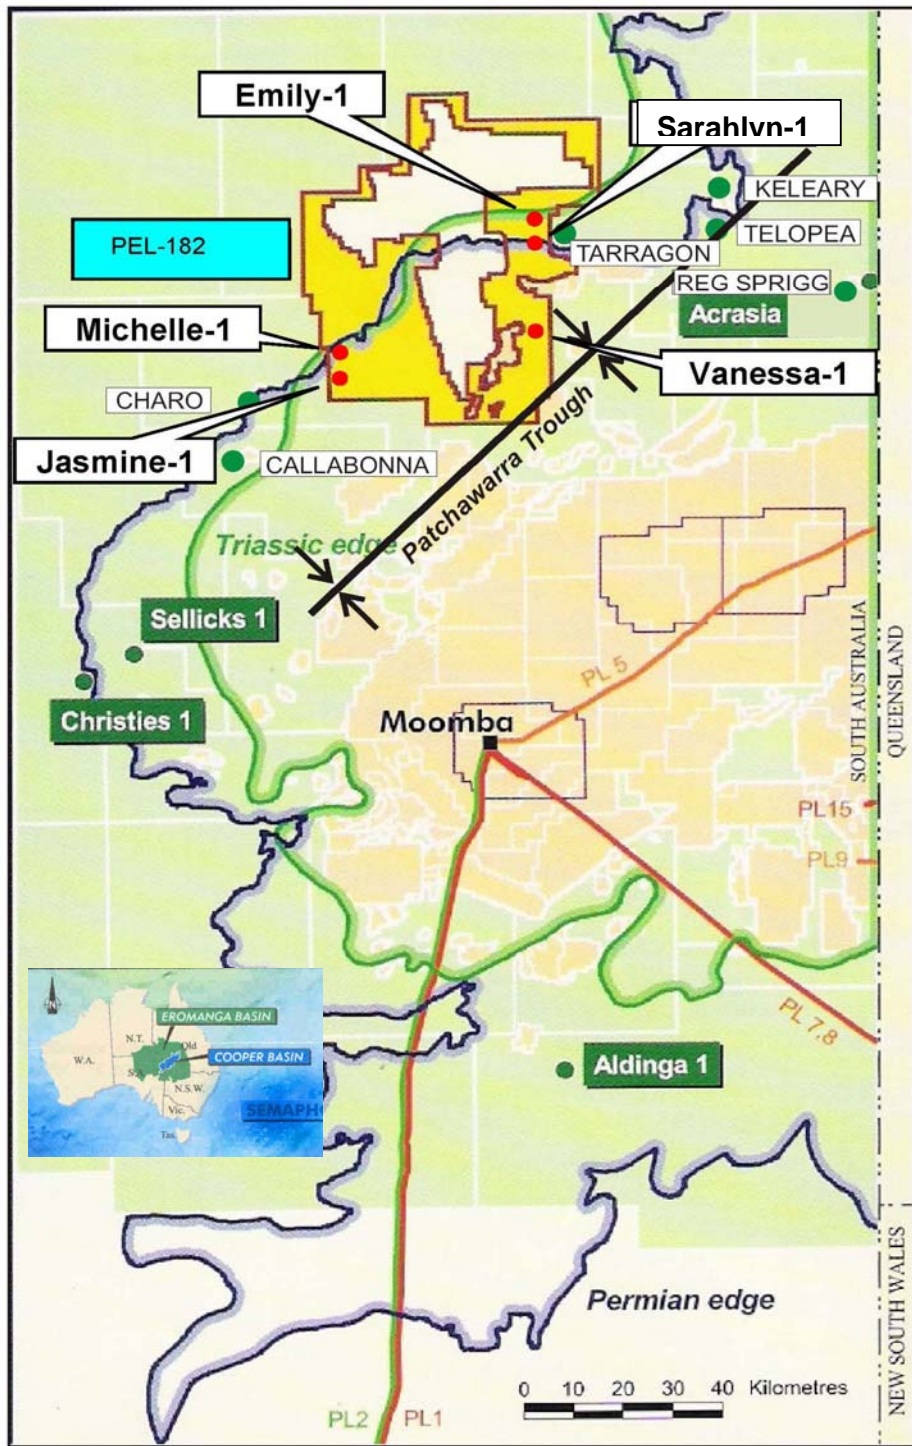 Emily-1
Sarahlyn-1
KELEARY
PEL-182
TELOPEA
TARRAGON
REG SPRIGG
Acrasia
Michelle-1
Vanessa-1
CHARO
Jasmine-1
CALLABONNA
Patchawarra Trough
Triassic edge
Sellicks 1
Christies 1
PL 5
Moomba
SOUTH AUSTRALIA
QUEENSLAND
PL15
PL9
N
EROMANGA BASIN
N.T.
Qld
COOPER BASIN
W.A.
S.A.
N.S.W.
SEMAPH
Vic.
Tas.
PL 7,8
Aldinga 1
Permian edge
NEW SOUTH WALES
0 10 20 30 40 Kilometres
PL2
PL1